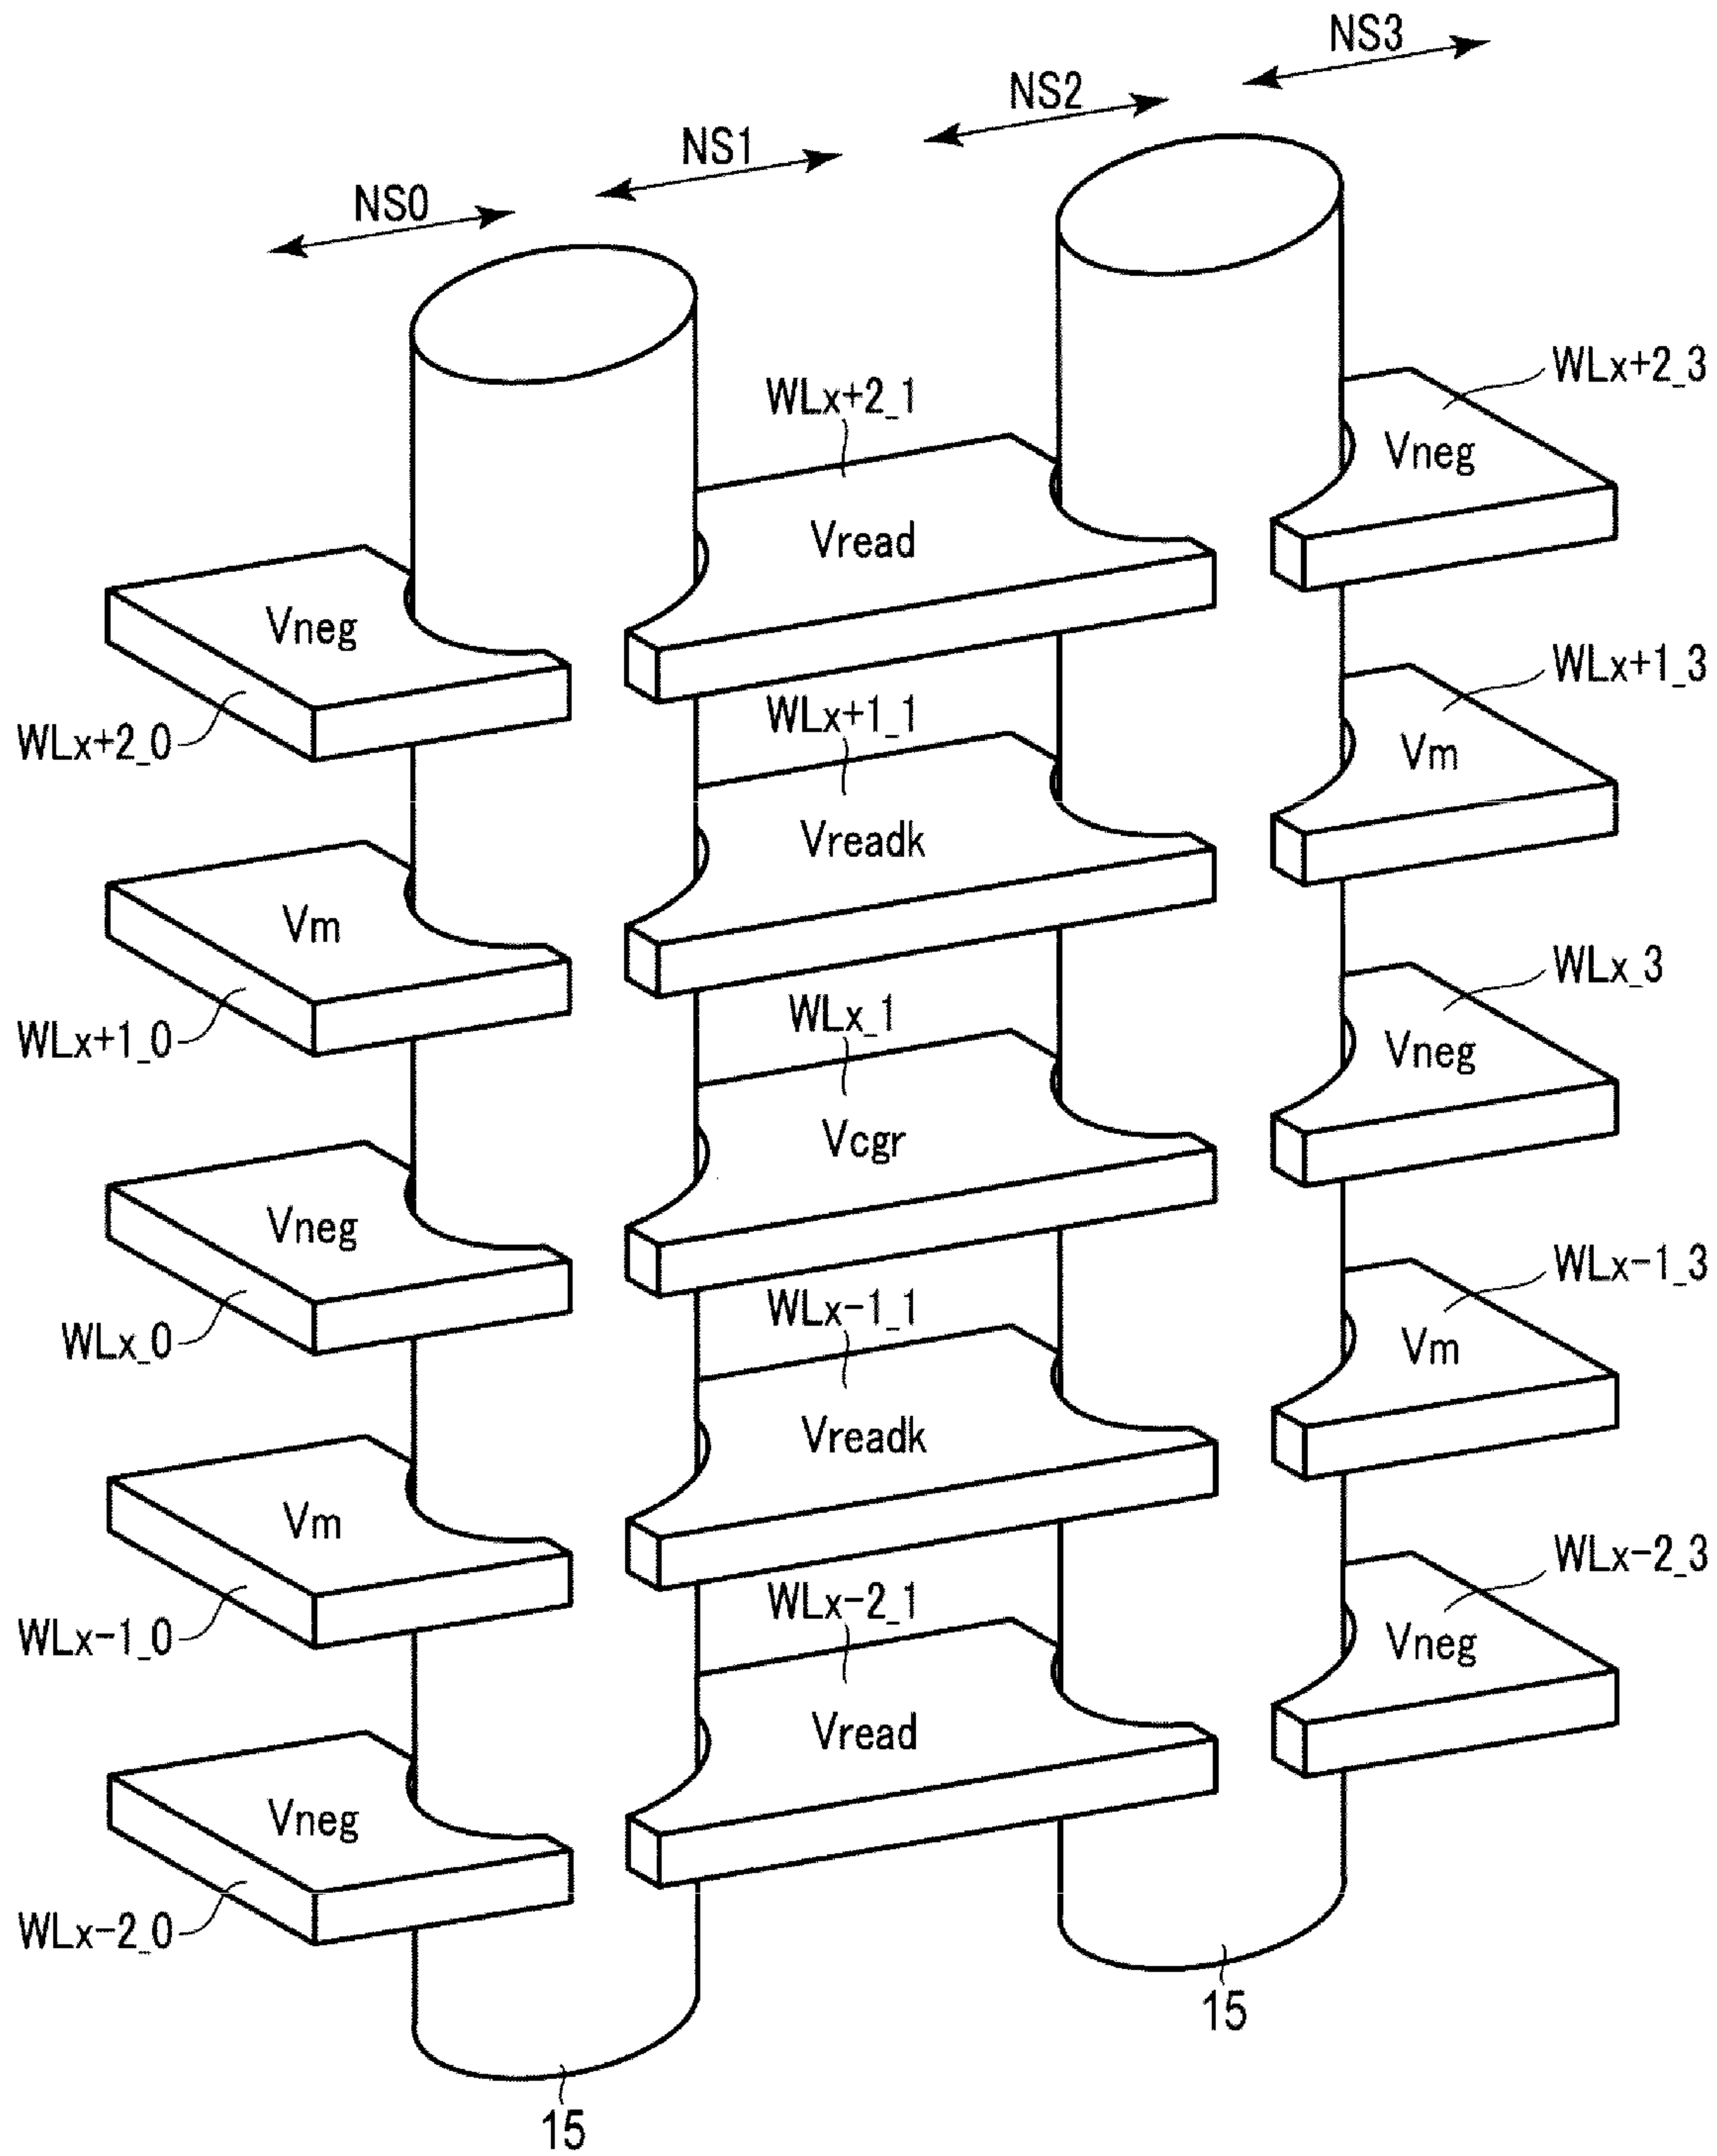 NS3
NS2
NS1
NS0
WLx+2_3
WLx+2_1
Vneg
Vread
Vneg
WLx+2_0
WLx+1_3
WLx+1_1
Vm
Vreadk
Vm
WLx+1_0
WLx_3
WLx_1
Vneg
Vcgr
Vneg
WLx_0
WLx-1_3
WLx-1_1
Vm
Vreadk
Vm
WLx-1_0
WLx-2_3
WLx-2_1
Vneg
Vread
Vneg
WLx-2_0
15
15